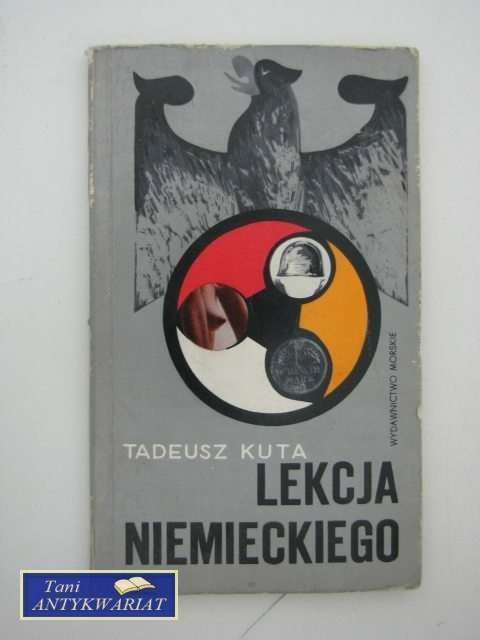 TADEUSZ KUTA
LEKCJA
NIEMIECKIEGO
WYDAWNICTWO MORSKIE
Tani
ANTYKWARIAT